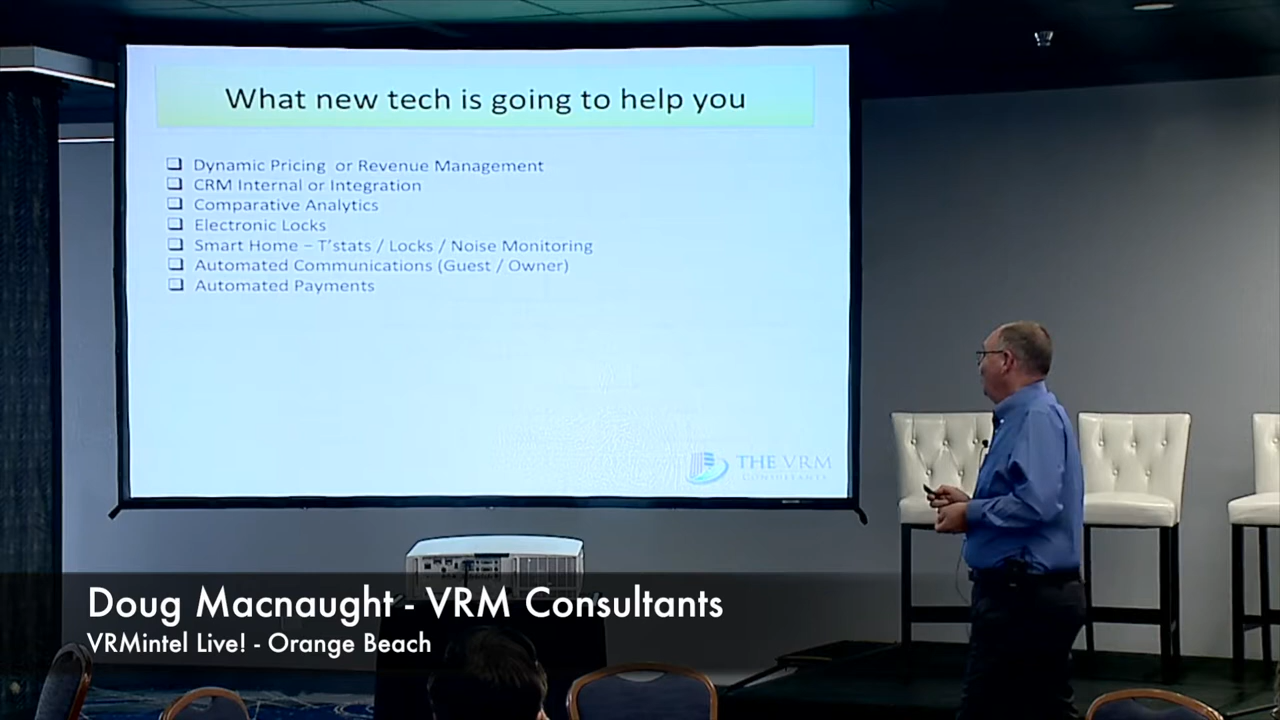 What new tech is going to help you
❑ Dynamic Pricing or Revenue Management
❑ CRM Internal or Integration
❑ Comparative Analytics
❑ Electronic Locks
❑ Smart Home – T'stats / Locks / Noise Monitoring
❑ Automated Communications (Guest / Owner)
❑ Automated Payments
THE VRM
CONSULTANTS
Doug Macnaught - VRM Consultants
VRMintel Live! - Orange Beach